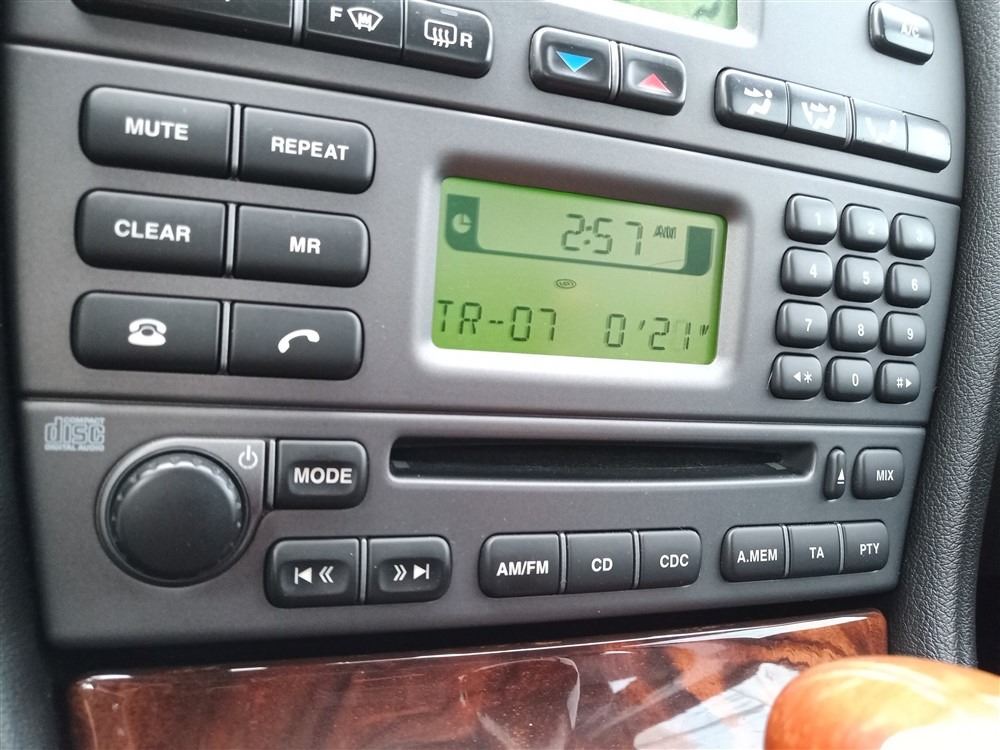 F
R
A/C
MUTE REPEAT
CLEAR MR
2:57 AM
TR-07 0'21"
1 2 3
4 5 6
7 8 9
* 0 #
COMPACT
disc
DIGITAL AUDIO
MODE
MIX
AM/FM CD CDC
A.MEM TA PTY